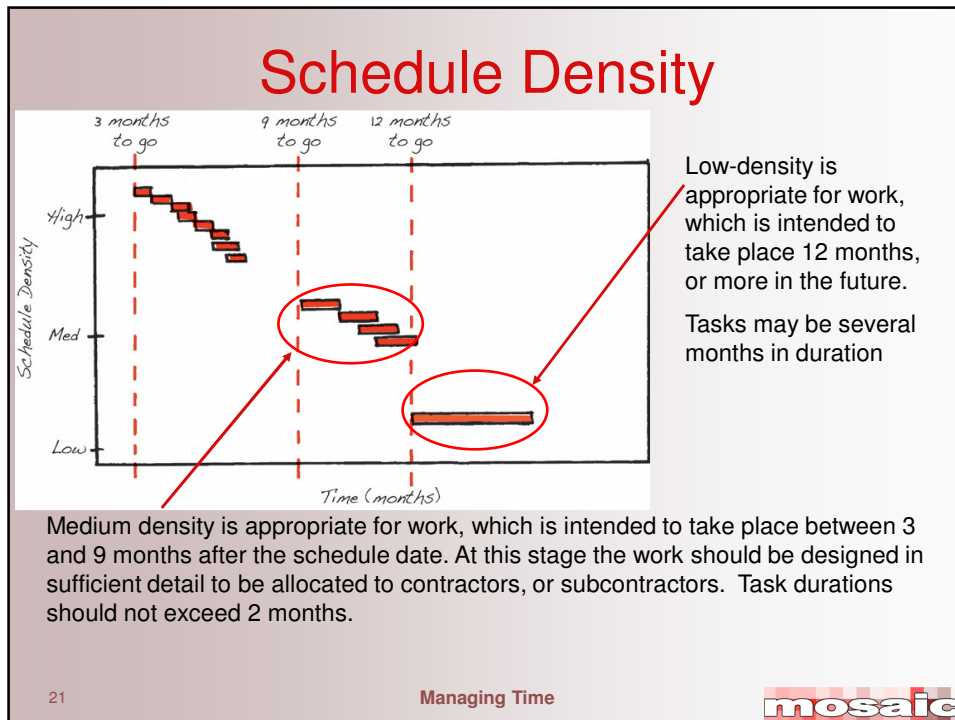 Schedule Density
3 months
to go
9 months
to go
12 months
to go
High
Med
Low
Schedule Density
Time (months)
Low-density is
appropriate for work,
which is intended to
take place 12 months,
or more in the future.
Tasks may be several
months in duration
Medium density is appropriate for work, which is intended to take place between 3
and 9 months after the schedule date. At this stage the work should be designed in
sufficient detail to be allocated to contractors, or subcontractors. Task durations
should not exceed 2 months.
21
Managing Time
mosaic